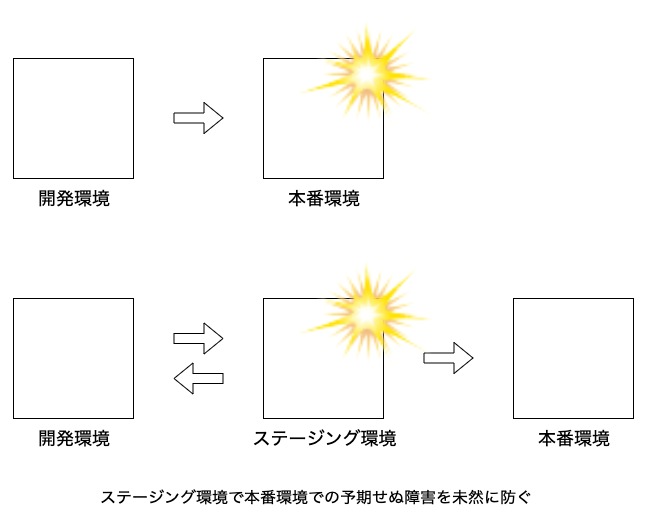 開発環境
本番環境
開発環境
ステージング環境
本番環境
ステージング環境で本番環境での予期せぬ障害を未然に防ぐ